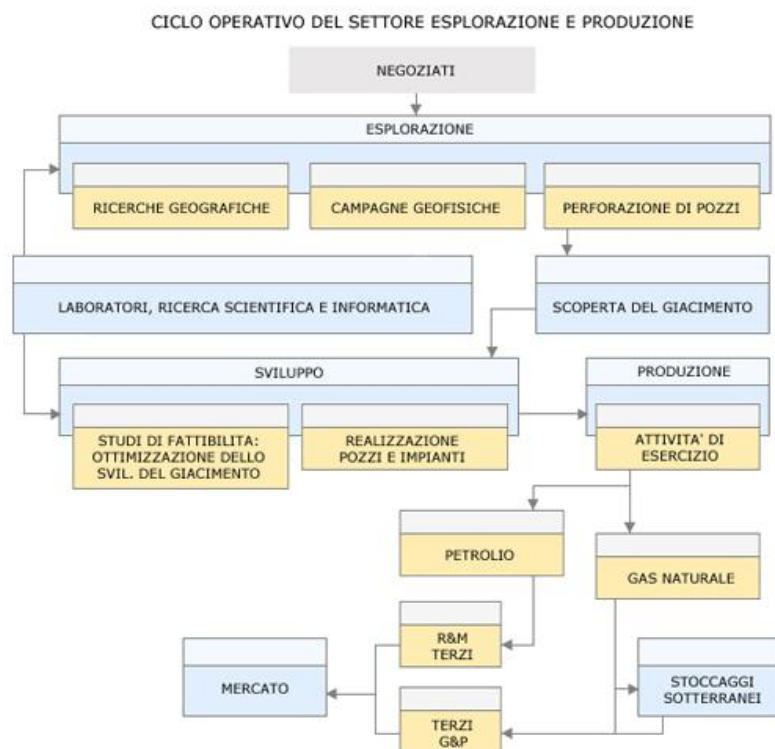 CICLO OPERATIVO DEL SETTORE ESPLORAZIONE E PRODUZIONE
NEGOZIATI
ESPLORAZIONE
RICERCHE GEOGRAFICHE
CAMPAGNE GEOFISICHE
PERFORAZIONE DI POZZI
LABORATORI, RICERCA SCIENTIFICA E INFORMATICA
SCOPERTA DEL GIACIMENTO
SVILUPPO
PRODUZIONE
STUDI DI FATTIBILITA:
OTTIMIZZAZIONE DELLO
SVIL. DEL GIACIMENTO
REALIZZAZIONE
POZZI E IMPIANTI
ATTIVITA' DI
ESERCIZIO
PETROLIO
GAS NATURALE
R&M
TERZI
MERCATO
STOCCAGGI
SOTTERRANEI
TERZI
G&P